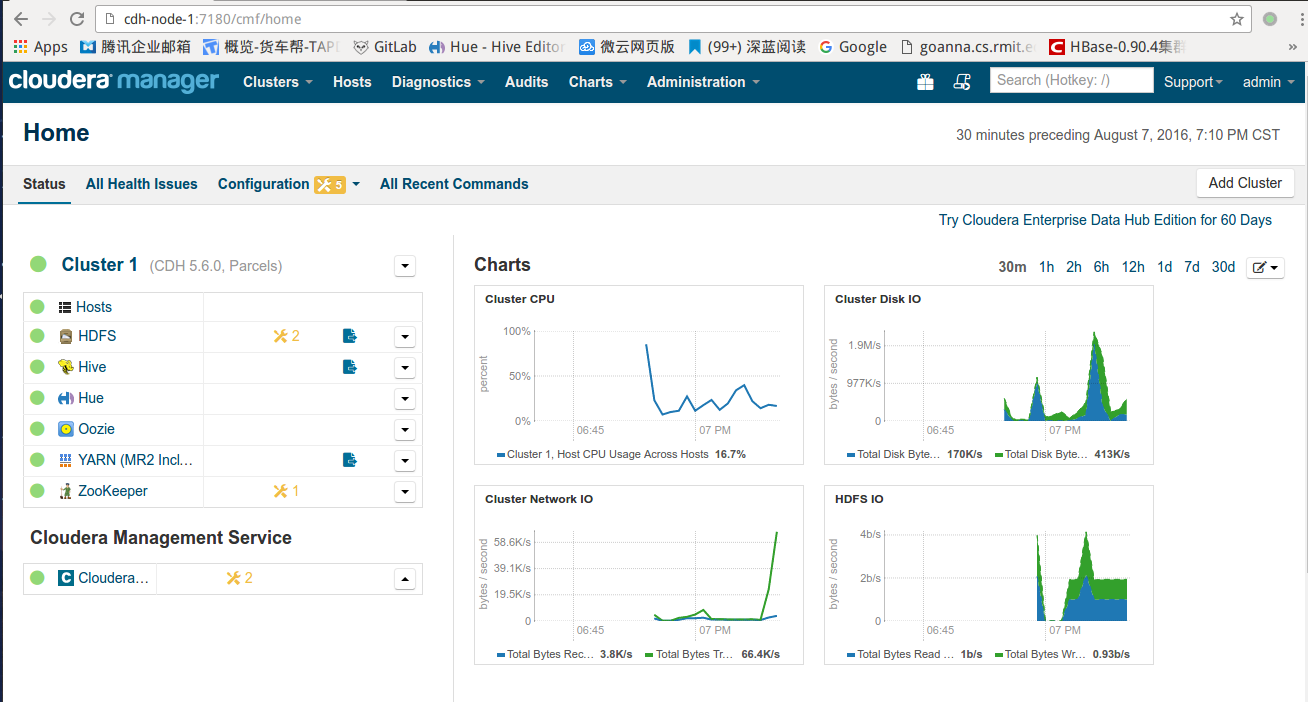 cdh-node-1:7180/cmf/home
Apps 腾讯企业邮箱 概览-货车帮-TAPD GitLab Hue - Hive Editor 微云网页版 (99+) 深蓝阅读 Google goanna.cs.rmit.e HBase-0.90.4集群 »
cloudera manager Clusters Hosts Diagnostics Audits Charts Administration Search (Hotkey: /) Support admin
Home
30 minutes preceding August 7, 2016, 7:10 PM CST
Status All Health Issues Configuration 5 All Recent Commands Add Cluster
Try Cloudera Enterprise Data Hub Edition for 60 Days
Cluster 1 (CDH 5.6.0, Parcels)
Hosts
HDFS 2
Hive
Hue
Oozie
YARN (MR2 Incl...
ZooKeeper 1
Cloudera Management Service
C Cloudera... 2
Charts
30m 1h 2h 6h 12h 1d 7d 30d
Cluster CPU
percent
100%
50%
0%
06:45 07 PM
Cluster 1, Host CPU Usage Across Hosts 16.7%
Cluster Disk IO
bytes / second
1.9M/s
977K/s
0
06:45 07 PM
Total Disk Byte... 170K/s Total Disk Byte... 413K/s
Cluster Network IO
bytes / second
58.6K/s
39.1K/s
19.5K/s
0
06:45 07 PM
Total Bytes Rec... 3.8K/s Total Bytes Tr... 66.4K/s
HDFS IO
bytes / second
4b/s
2b/s
0
06:45 07 PM
Total Bytes Read ... 1b/s Total Bytes Wr... 0.93b/s